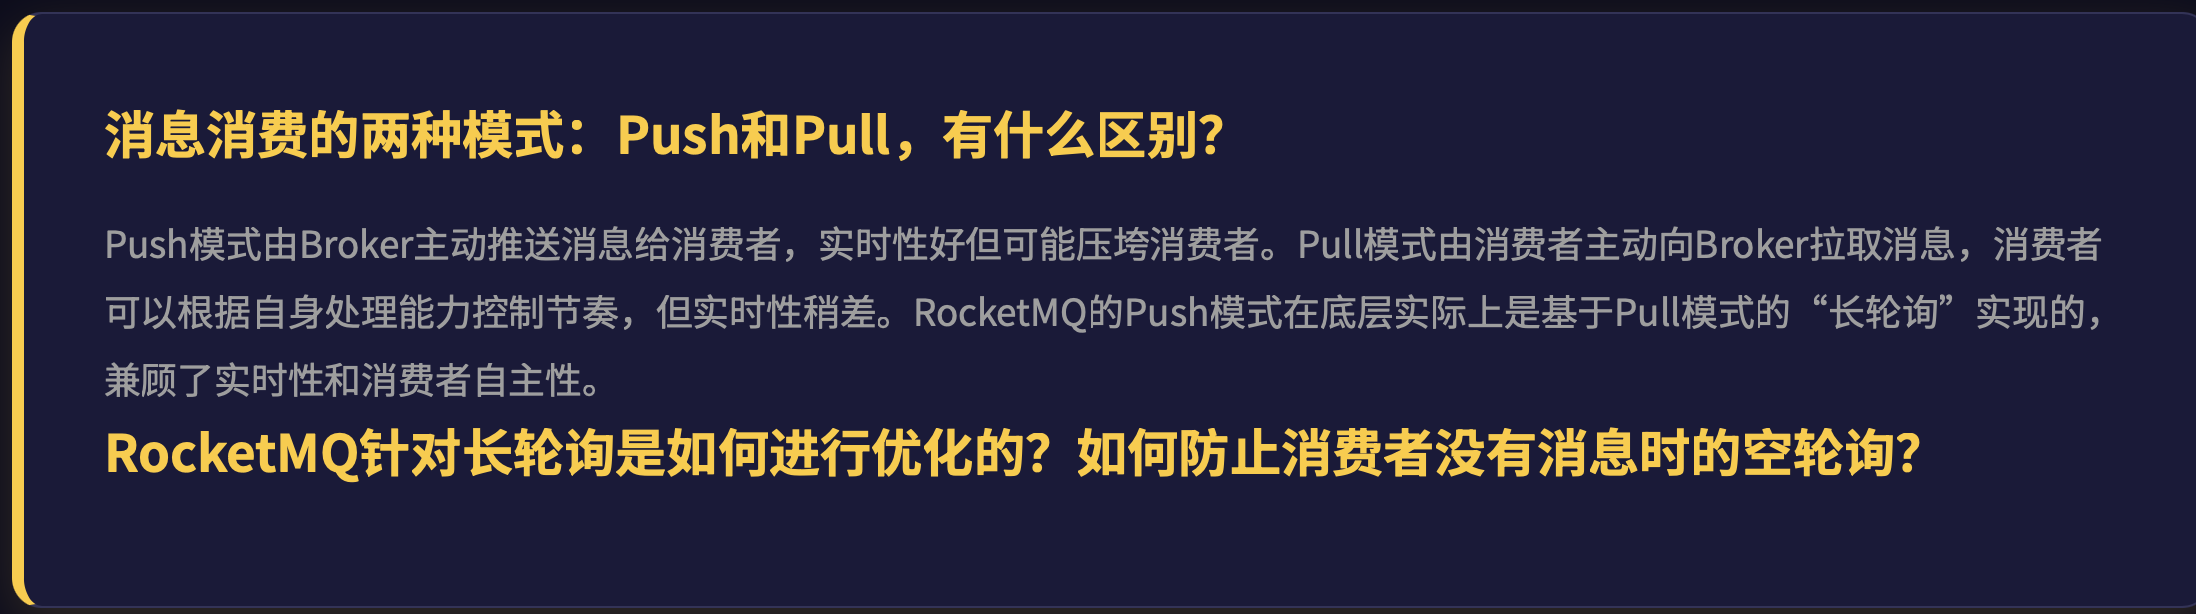 消息消费的两种模式：Push和Pull，有什么区别？
Push模式由Broker主动推送消息给消费者，实时性好但可能压垮消费者。Pull模式由消费者主动向Broker拉取消息，消费者
可以根据自身处理能力控制节奏，但实时性稍差。RocketMQ的Push模式在底层实际上是基于Pull模式的“长轮询”实现的，
兼顾了实时性和消费者自主性。
RocketMQ针对长轮询是如何进行优化的？如何防止消费者没有消息时的空轮询？